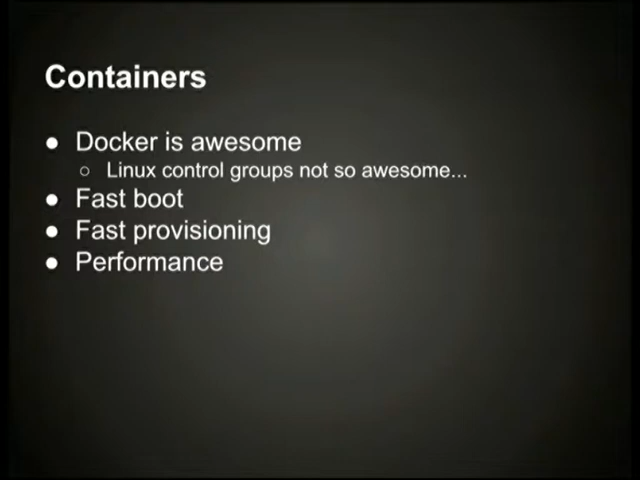 Containers
● Docker is awesome
○ Linux control groups not so awesome...
● Fast boot
● Fast provisioning
● Performance